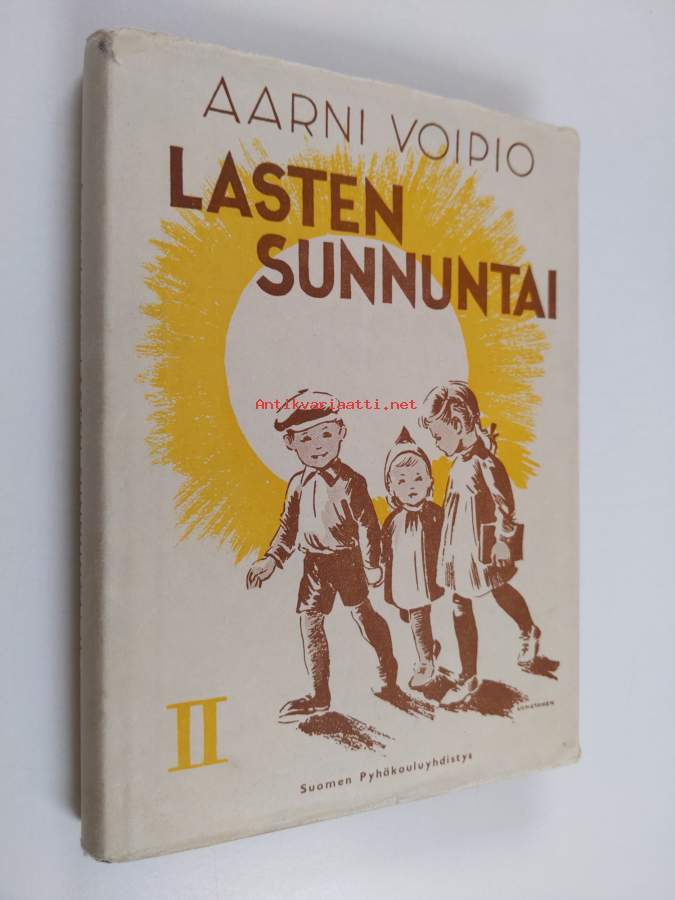 AARNI VOIPIO
LASTEN
SUNNUNTAI
Antikvariaatti.net
II
Suomen Pyhäkouluyhdistys